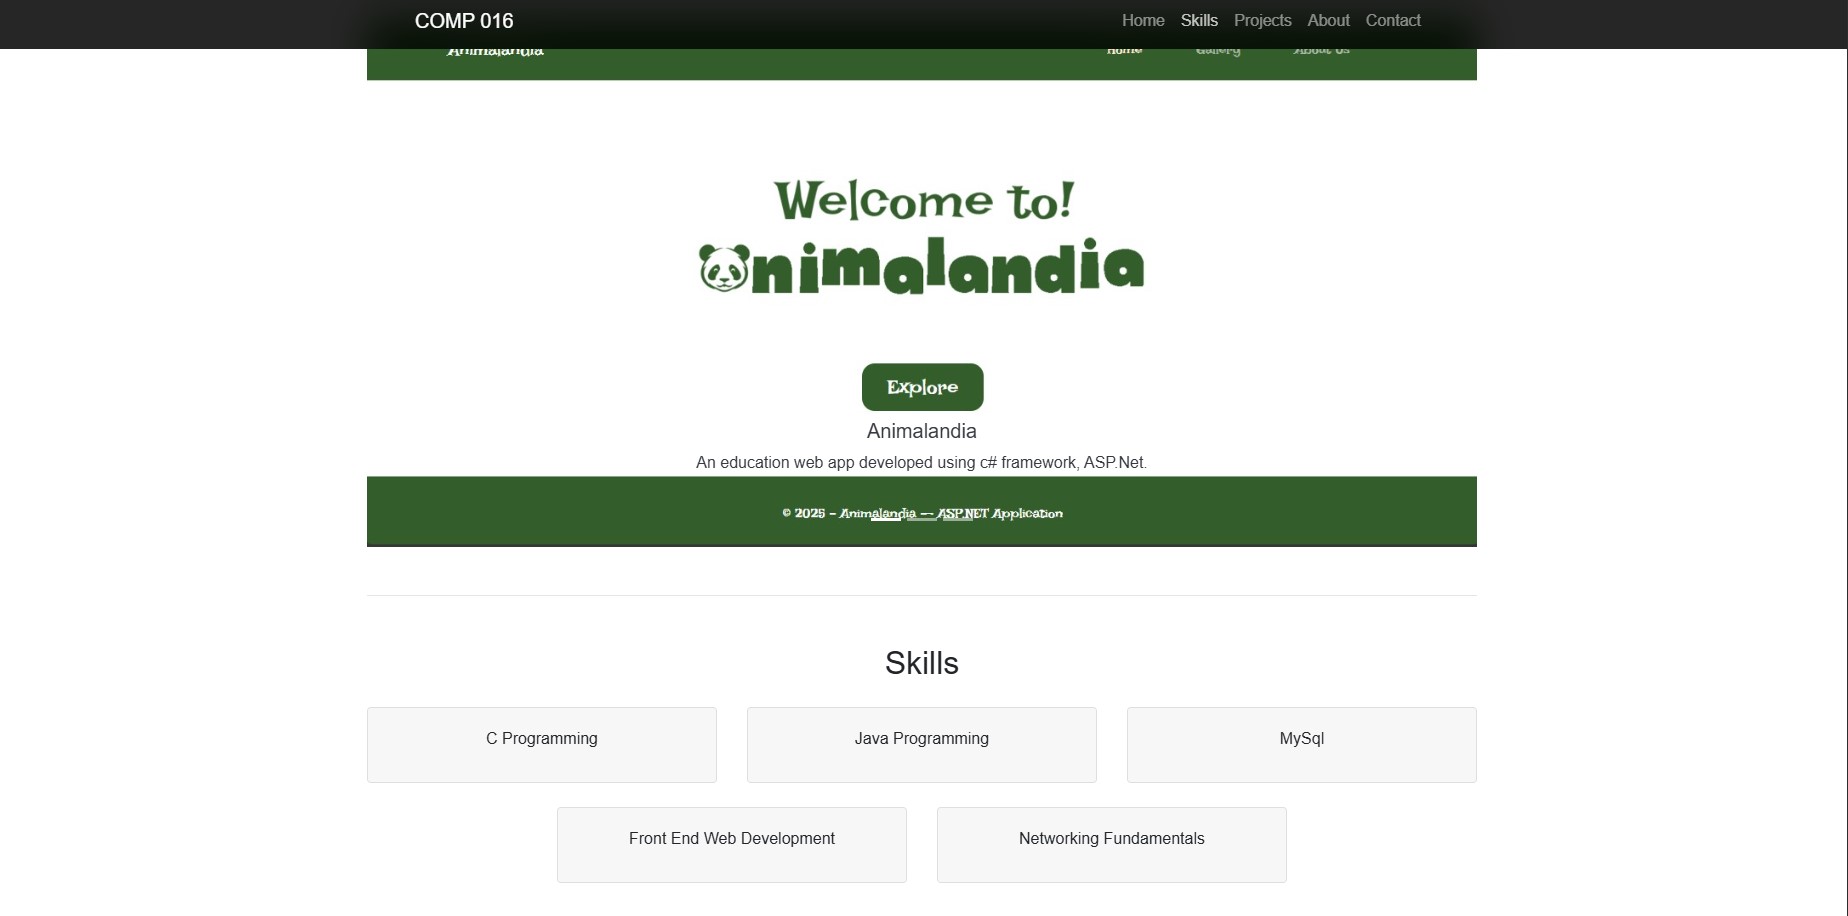 COMP 016 Home Skills Projects About Contact
Animalandia Home Gallery About Us
Welcome to!
Animalandia
Explore
Animalandia
An education web app developed using c# framework, ASP.Net.
© 2025 - Animalandia -- ASP.NET Application
Skills
C Programming Java Programming MySql
Front End Web Development Networking Fundamentals